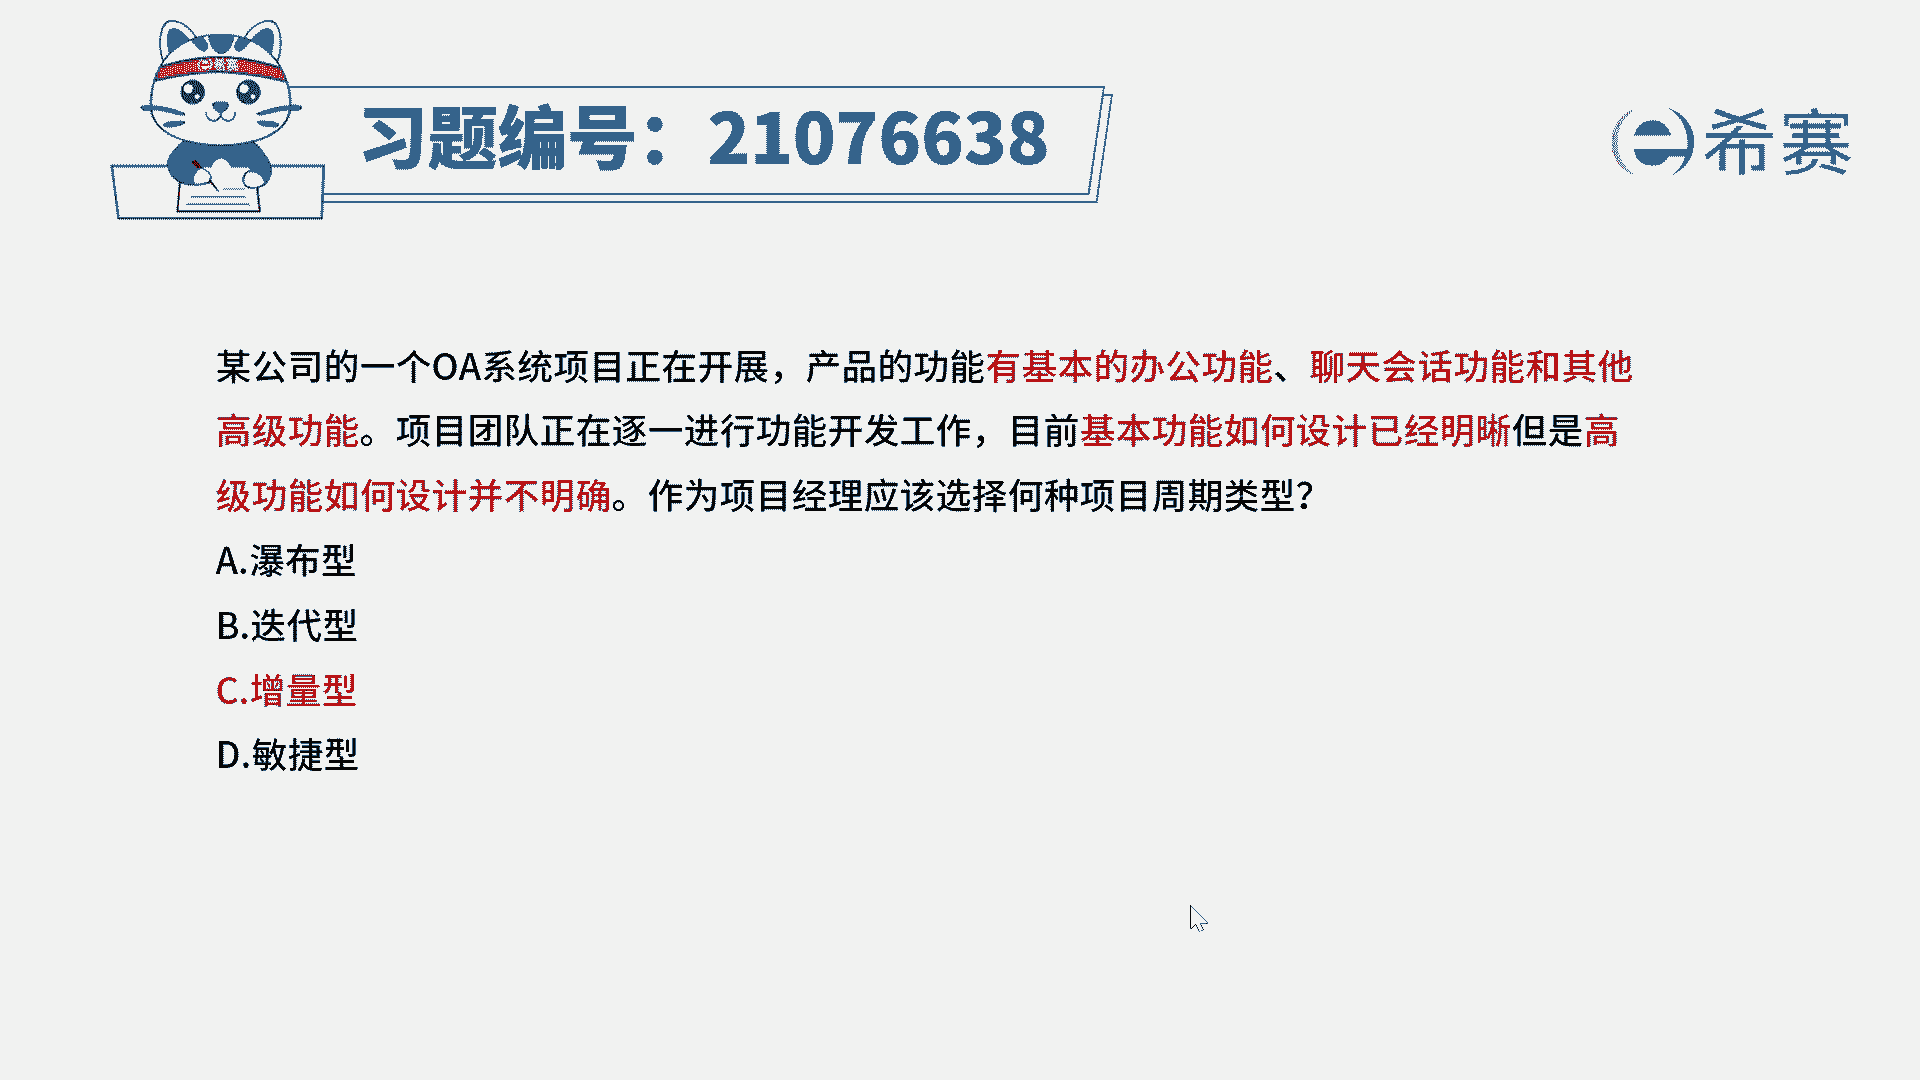 习题编号：21076638
希赛
某公司的一个OA系统项目正在开展，产品的功能有基本的办公功能、聊天会话功能和其他
高级功能。项目团队正在逐一进行功能开发工作，目前基本功能如何设计已经明晰但是高
级功能如何设计并不明确。作为项目经理应该选择何种项目周期类型？
A.瀑布型
B.迭代型
C.增量型
D.敏捷型